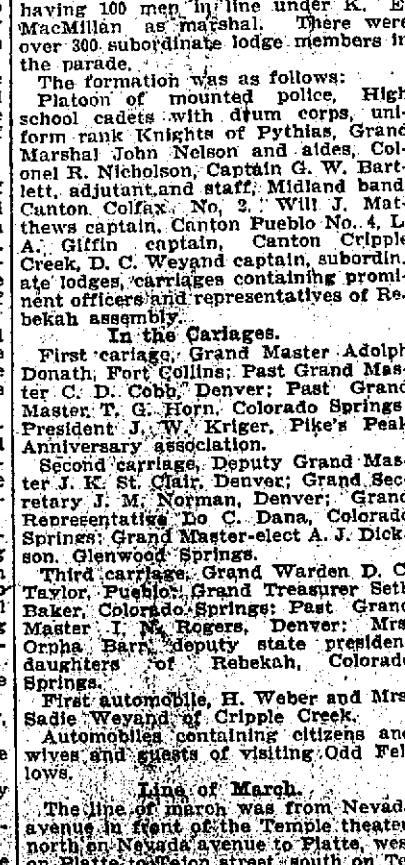 having 100 men in line under K. E.
MacMillan as marshal. There were
over 300 subordinate lodge members in
the parade.
The formation was as follows:
Platoon of mounted police, High
school cadets with drum corps, uni-
form rank Knights of Pythias, Grand
Marshal John Nelson and aides, Col-
onel R. Nicholson, Captain G. W. Bart-
lett, adjutant and staff, Midland band,
Canton Colfax, No. 2, Will J. Mat-
thews captain, Canton Pueblo No. 4, L.
A. Giffin captain, Canton Cripple
Creek, D. C. Weyand captain, subordin-
ate lodges, carriages containing promi-
nent officers and representatives of Re-
bekah assembly.
In the Cariages.
First cariage, Grand Master Adolph
Donath, Fort Collins; Past Grand Mas-
ter C. D. Cobb, Denver; Past Grand
Master T. G. Horn, Colorado Springs
President J. W. Kriger, Pike's Peak
Anniversary association.
Second carriage, Deputy Grand Mas-
ter J. K. St. Clair, Denver; Grand Sec-
retary J. M. Norman, Denver; Grand
Representative Lo C. Dana, Colorado
Springs; Grand Master-elect A. J. Dick-
son, Glenwood Springs.
Third carriage, Grand Warden D. C
Taylor, Pueblo; Grand Treasurer Seth
Baker, Colorado Springs; Past Grand
Master I. N. Rogers, Denver; Mrs
Orpha Barr, deputy state presiden
daughters of Rebekah, Colorado
Springs.
First automobile, H. Weber and Mrs
Sadie Weyand of Cripple Creek.
Automobiles containing citizens and
wives and guests of visiting Odd Fel
lows.
Line of March.
The line of march was from Nevada
avenue in front of the Temple theater
north on Nevada avenue to Platte, wes
on Platte to Tejon street, south on Te